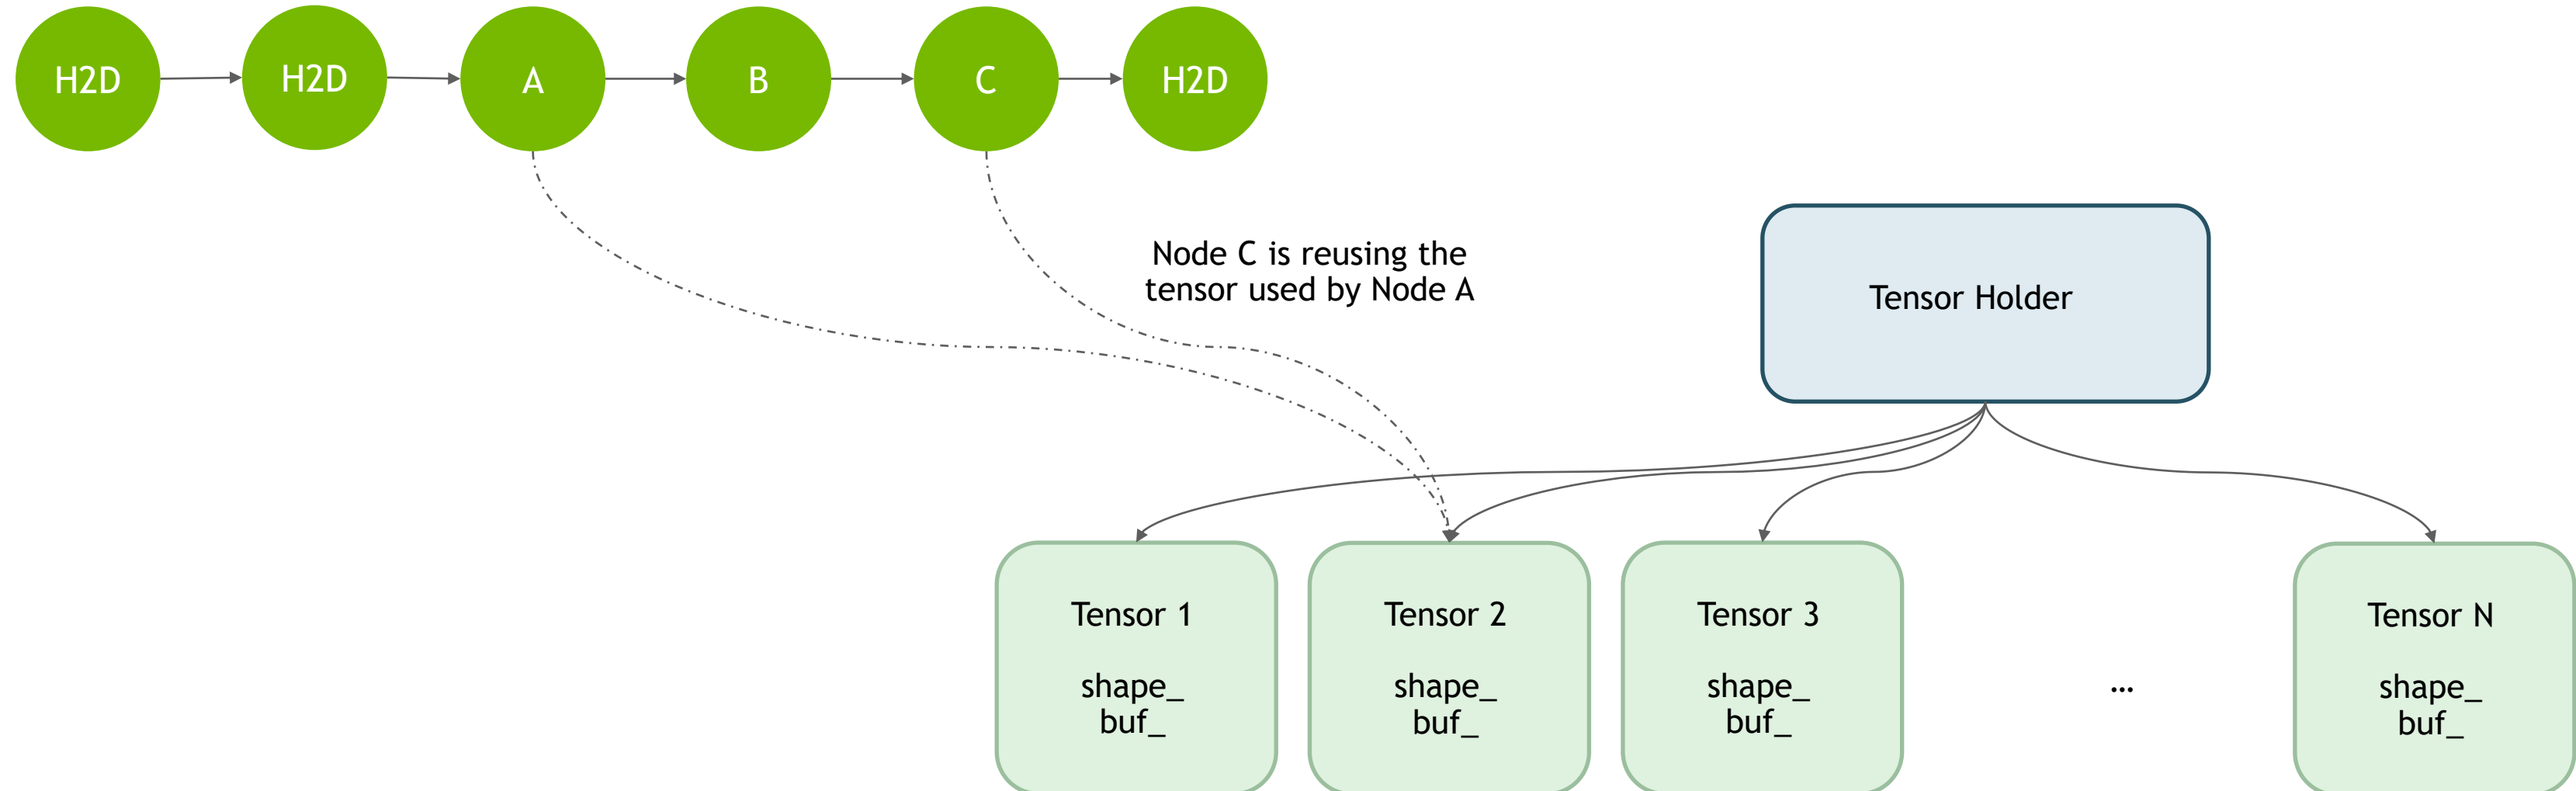 H2D
H2D
A
B
C
H2D
Node C is reusing the
tensor used by Node A
Tensor Holder
Tensor 1
shape_
buf_
Tensor 2
shape_
buf_
Tensor 3
shape_
buf_
...
Tensor N
shape_
buf_